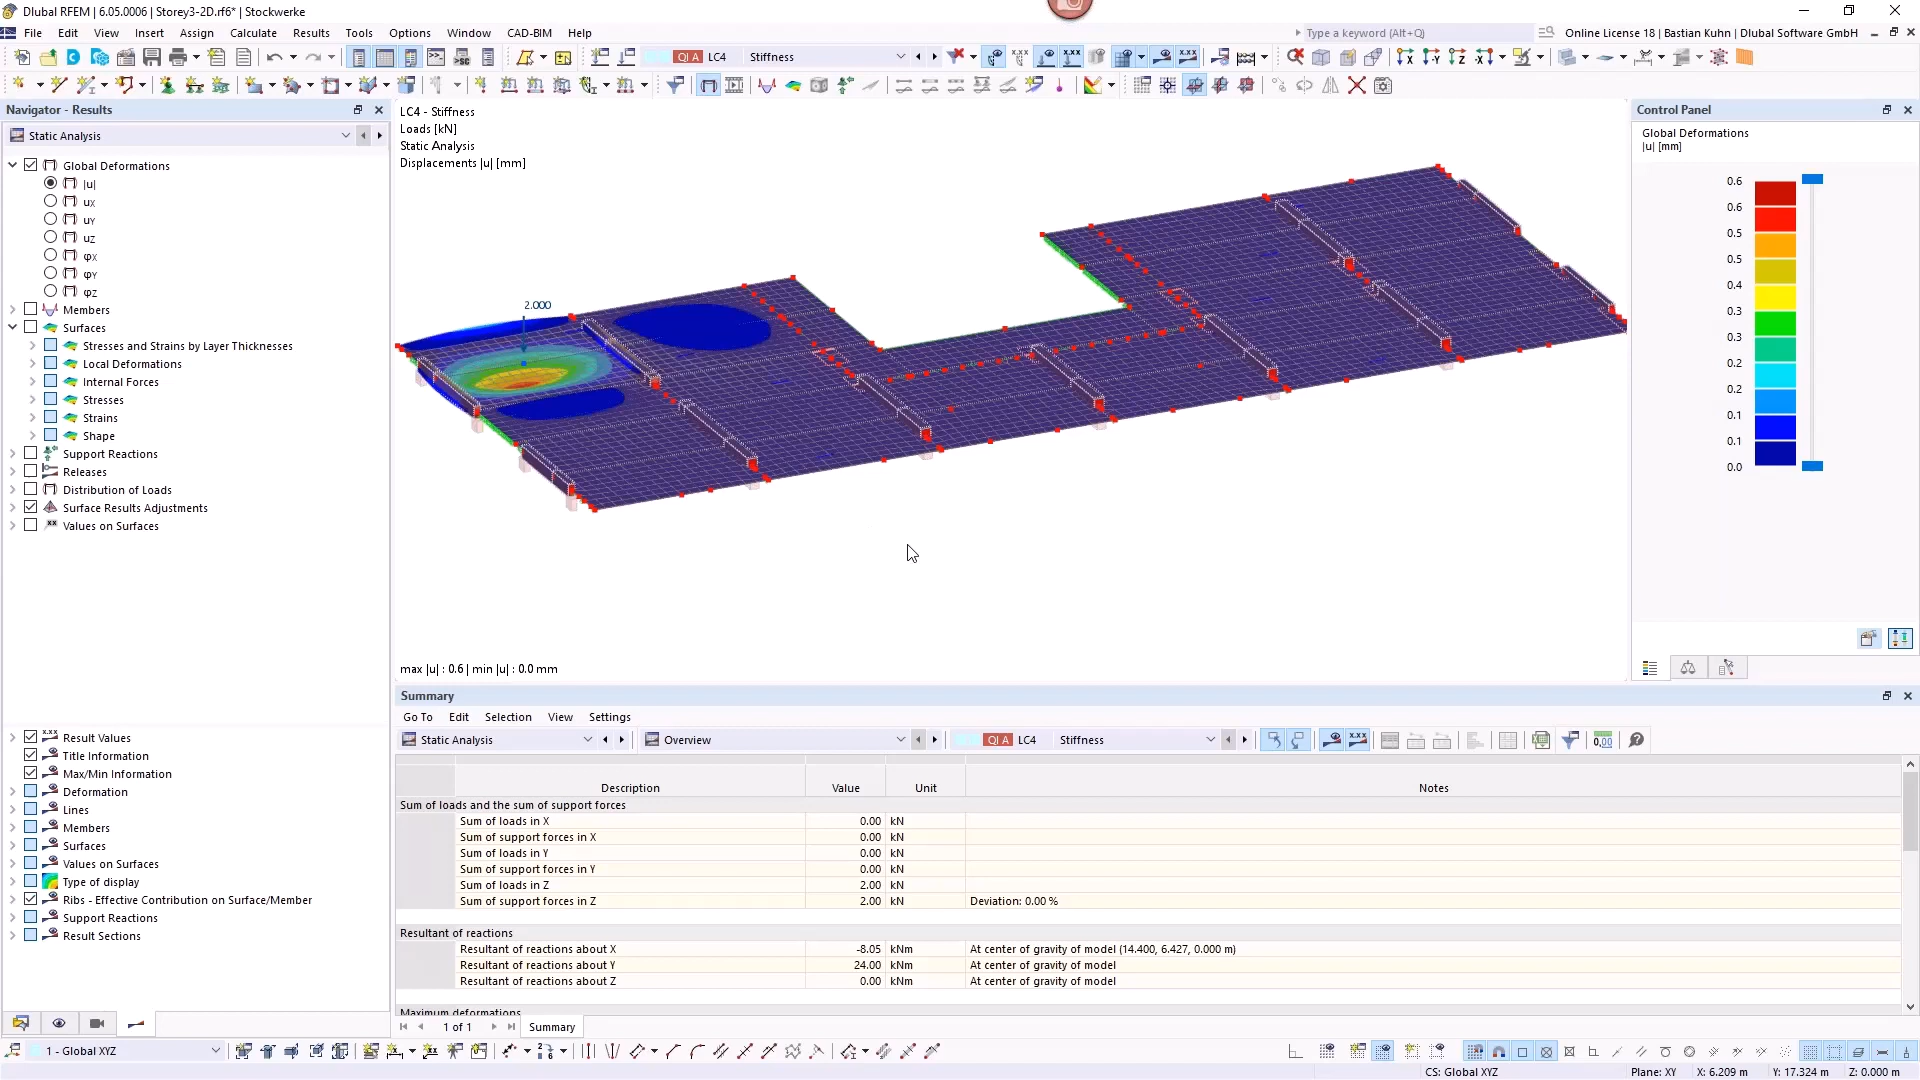 Dlubal RFEM | 6.05.0006 | Storey3-2D.rf6* | Stockwerke
File Edit View Insert Assign Calculate Results Tools Options Window CAD-BIM Help
Type a keyword (Alt+Q)
Online License 18 | Bastian Kuhn | Dlubal Software GmbH
QI A LC4 Stiffness
Navigator - Results
Static Analysis
Global Deformations
|u|
uX
uY
uZ
φX
φY
φZ
Members
Surfaces
Stresses and Strains by Layer Thicknesses
Local Deformations
Internal Forces
Stresses
Strains
Shape
Support Reactions
Releases
Distribution of Loads
Surface Results Adjustments
Values on Surfaces
Result Values
Title Information
Max/Min Information
Deformation
Lines
Members
Surfaces
Values on Surfaces
Type of display
Ribs - Effective Contribution on Surface/Member
Support Reactions
Result Sections
LC4 - Stiffness
Loads [kN]
Static Analysis
Displacements |u| [mm]
2.000
max |u| : 0.6 | min |u| : 0.0 mm
Control Panel
Global Deformations
|u| [mm]
0.6
0.6
0.5
0.5
0.4
0.3
0.3
0.2
0.2
0.1
0.1
0.0
Summary
Go To Edit Selection View Settings
Static Analysis Overview QI A LC4 Stiffness 0,00
Description Value Unit Notes
Sum of loads and the sum of support forces
Sum of loads in X 0.00 kN
Sum of support forces in X 0.00 kN
Sum of loads in Y 0.00 kN
Sum of support forces in Y 0.00 kN
Sum of loads in Z 2.00 kN
Sum of support forces in Z 2.00 kN Deviation: 0.00 %
Resultant of reactions
Resultant of reactions about X -8.05 kNm At center of gravity of model (14.400, 6.427, 0.000 m)
Resultant of reactions about Y 24.00 kNm At center of gravity of model
Resultant of reactions about Z 0.00 kNm At center of gravity of model
Maximum deformations
1 of 1 Summary
1 - Global XYZ
CS: Global XYZ Plane: XY X: 6.209 m Y: 17.324 m Z: 0.000 m